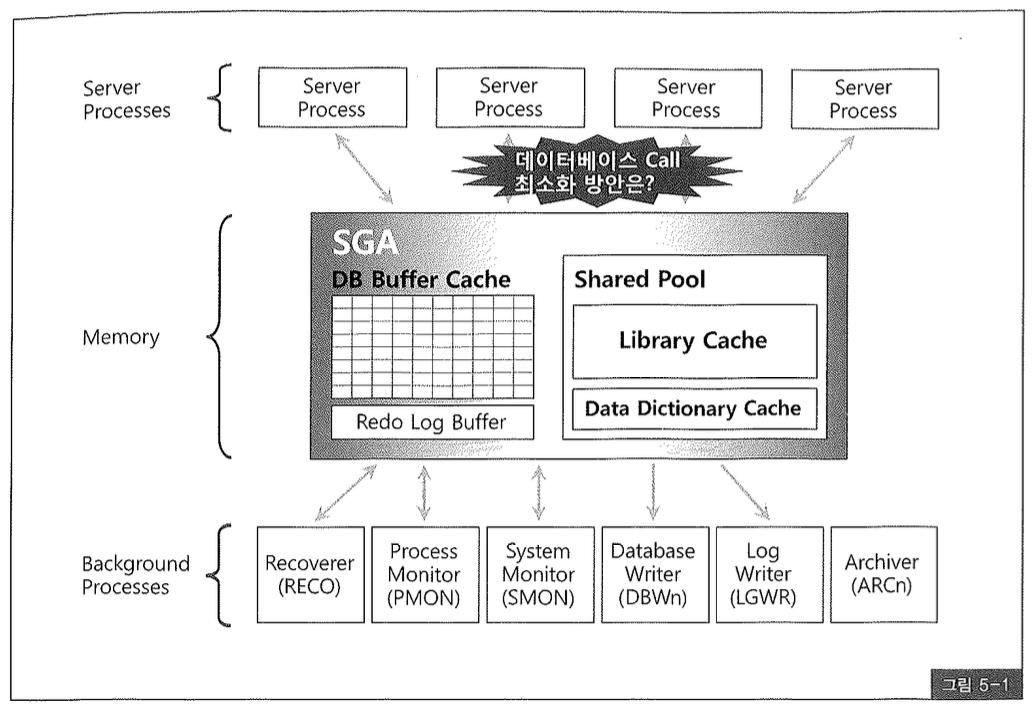 Server
Processes
Server
Process
Server
Process
Server
Process
Server
Process
데이터베이스 Call
최소화 방안은?
Memory
SGA
DB Buffer Cache
Redo Log Buffer
Shared Pool
Library Cache
Data Dictionary Cache
Background
Processes
Recoverer
(RECO)
Process
Monitor
(PMON)
System
Monitor
(SMON)
Database
Writer
(DBWn)
Log
Writer
(LGWR)
Archiver
(ARCn)
그림 5-1